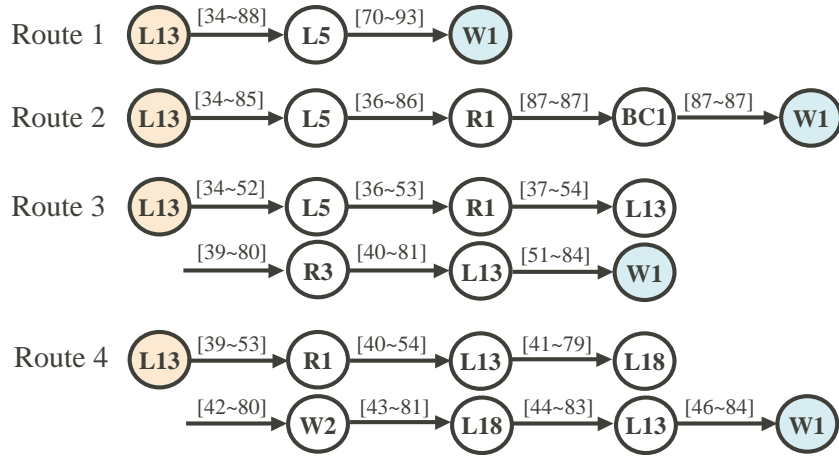 [34~88] [70~93]
Route 1 L13 L5 W1
[34~85] [36~86] [87~87] [87~87]
Route 2 L13 L5 R1 BC1 W1
[34~52] [36~53] [37~54]
Route 3 L13 L5 R1 L13
[39~80] [40~81] [51~84]
R3 L13 W1
[39~53] [40~54] [41~79]
Route 4 L13 R1 L13 L18
[42~80] [43~81] [44~83] [46~84]
W2 L18 L13 W1